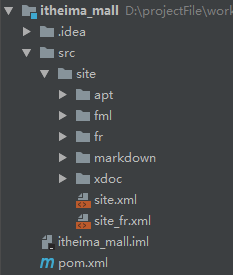 itheima_mall D:\projectFile\work
.idea
src
site
apt
fml
fr
markdown
xdoc
site.xml
site_fr.xml
itheima_mall.iml
pom.xml